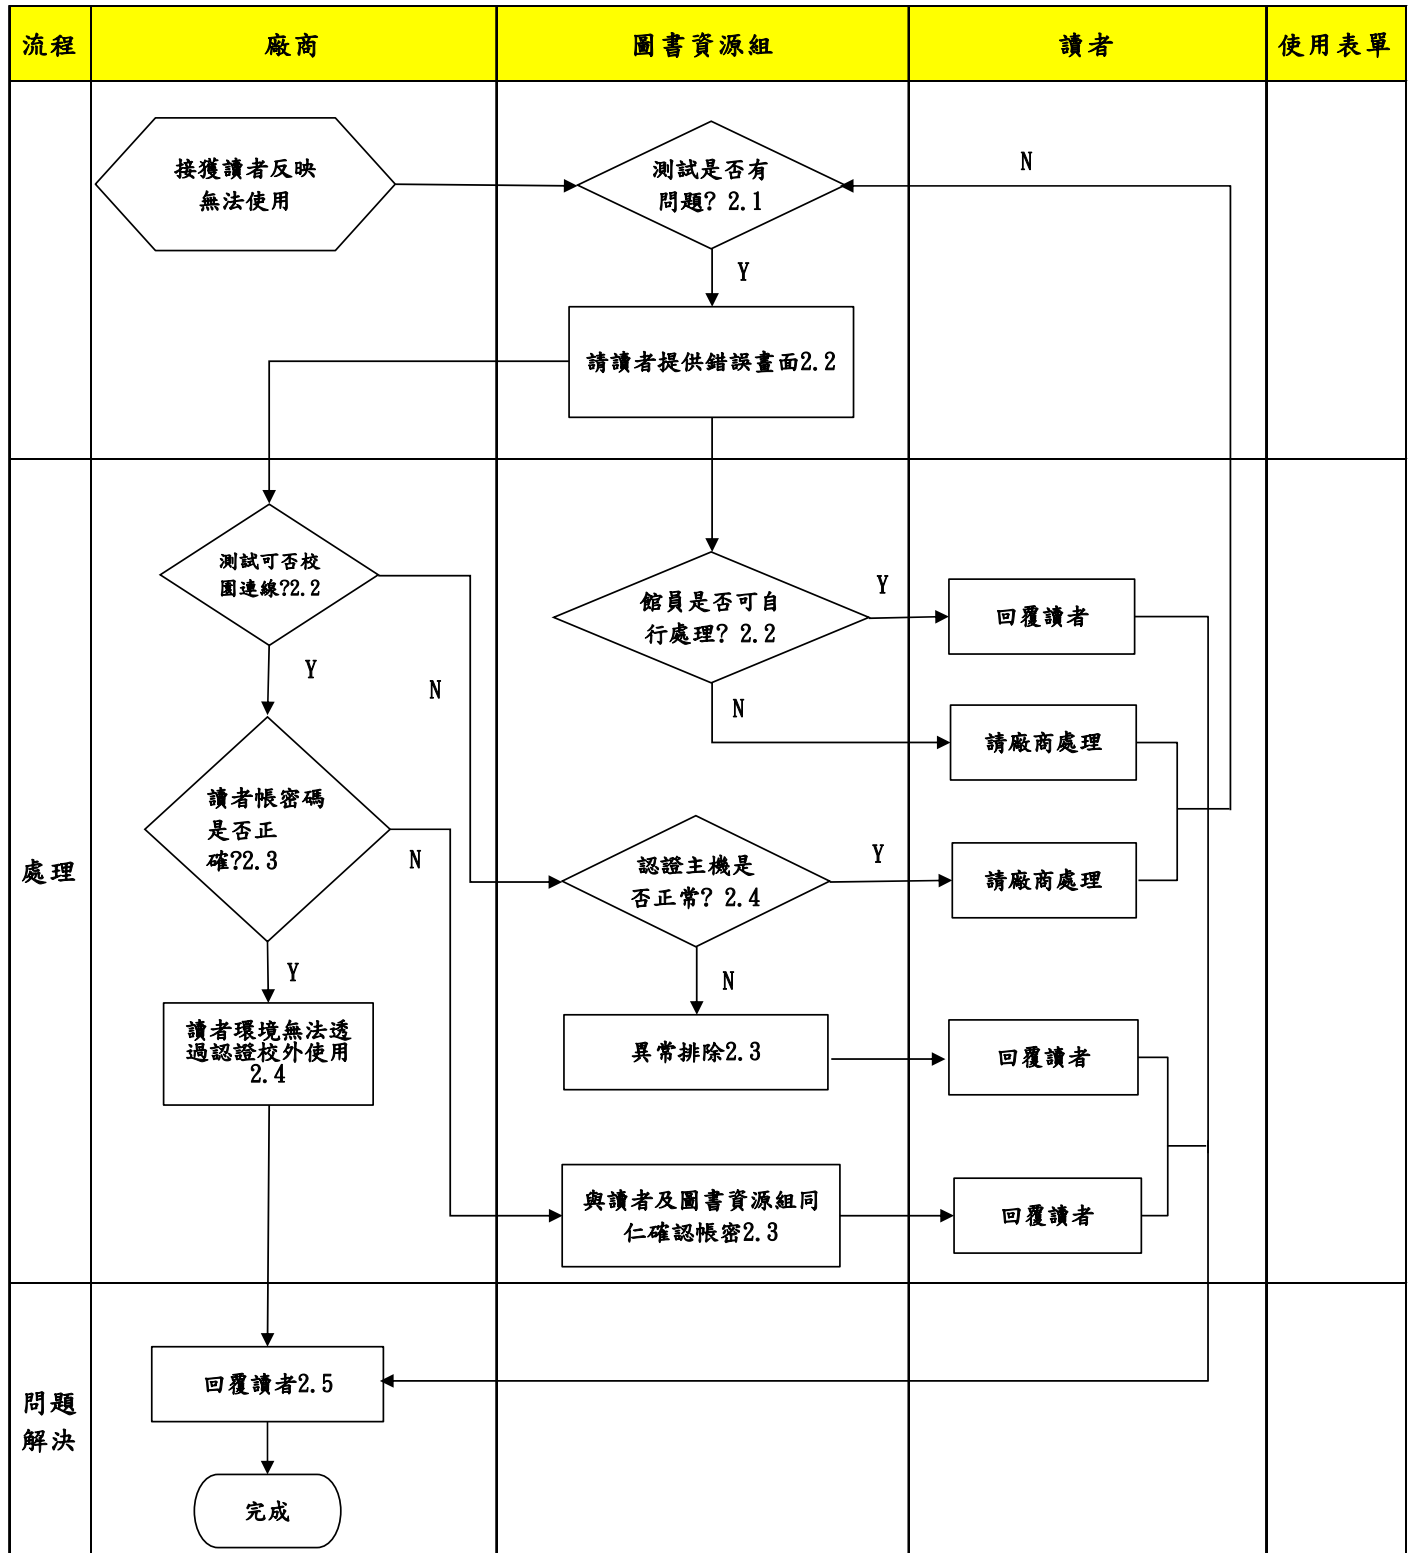 流程
廠商
圖書資源組
讀者
使用表單
接獲讀者反映
無法使用
測試是否有
問題? 2.1
N
Y
請讀者提供錯誤畫面2.2
處理
測試可否校
園連線?2.2
館員是否可自
行處理? 2.2
Y
回覆讀者
Y
N
N
請廠商處理
讀者帳密碼
是否正
確?2.3
N
認證主機是
否正常? 2.4
Y
請廠商處理
Y
N
讀者環境無法透
過認證校外使用
2.4
異常排除2.3
回覆讀者
與讀者及圖書資源組同
仁確認帳密2.3
回覆讀者
問題
解決
回覆讀者2.5
完成